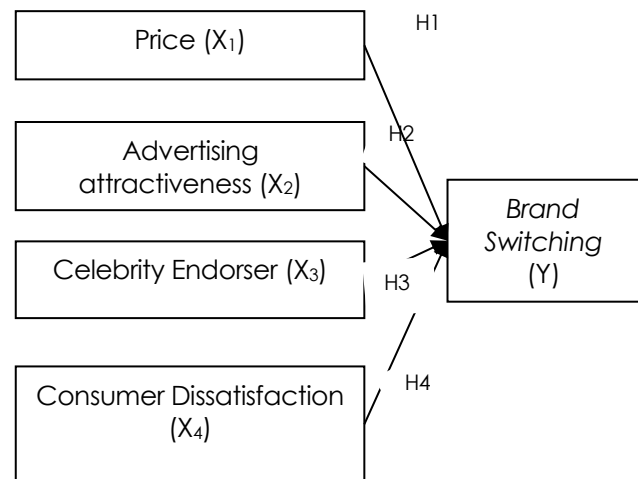 Price (X₁)
H1
H2
Advertising
attractiveness (X₂)
Brand
Switching
(Y)
Celebrity Endorser (X₃)
H3
H4
Consumer Dissatisfaction
(X₄)